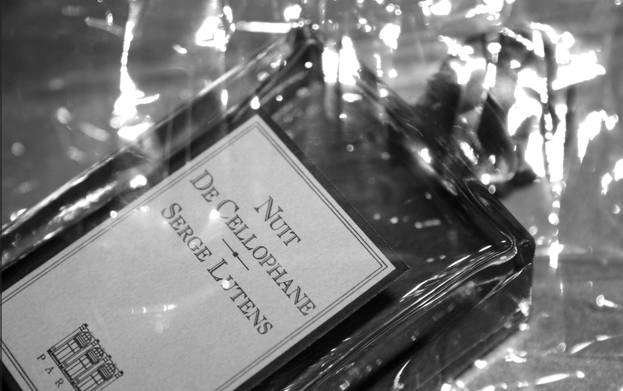 NUIT
DE CELLOPHANE
SERGE LUTENS